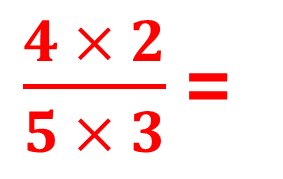 4 × 2
=
5 × 3